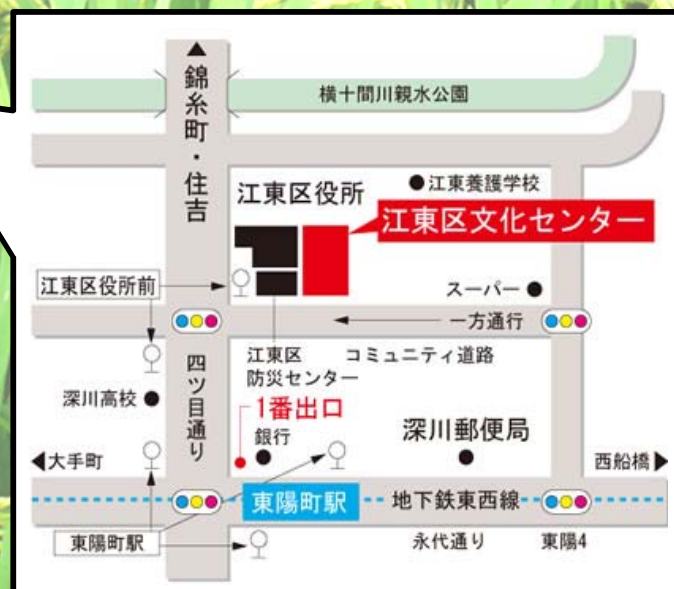 ▲錦糸町・住吉
横十間川親水公園
江東区役所
●江東養護学校
江東区文化センター
江東区役所前
スーパー●
一方通行
江東区
防災センター
コミュニティ道路
四ツ目通り
深川高校●
1番出口
銀行
深川郵便局
◀大手町
西船橋▶
東陽町駅
地下鉄東西線
東陽町駅
永代通り
東陽4